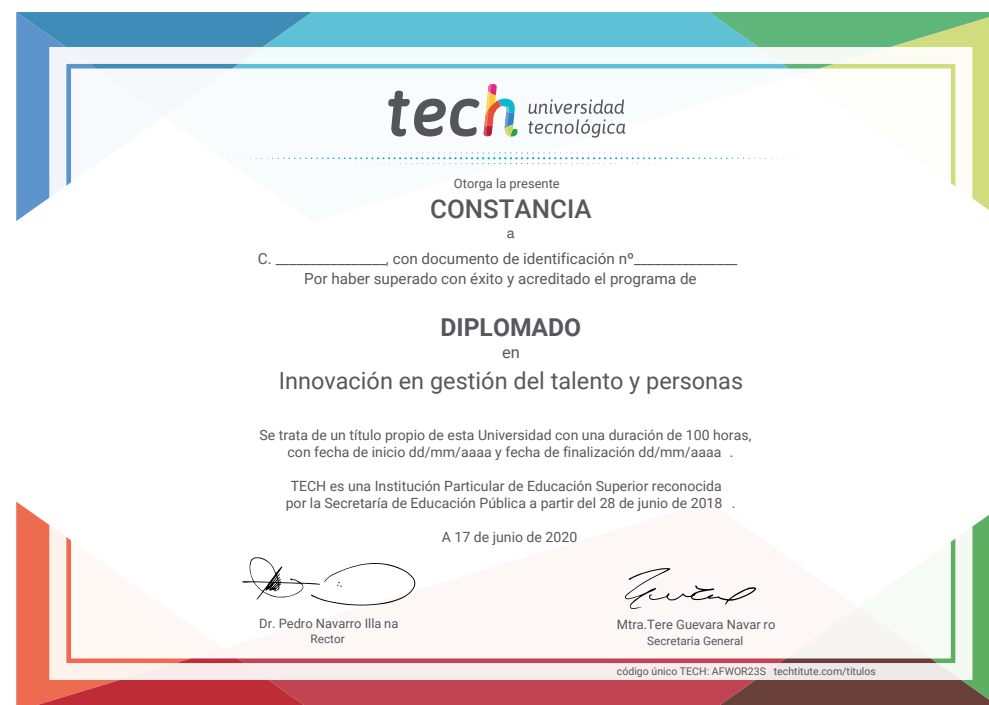 tech universidad
tecnológica
Otorga la presente
CONSTANCIA
a
C. ________________, con documento de identificación nº_______________
Por haber superado con éxito y acreditado el programa de
DIPLOMADO
en
Innovación en gestión del talento y personas
Se trata de un título propio de esta Universidad con una duración de 100 horas,
con fecha de inicio dd/mm/aaaa y fecha de finalización dd/mm/aaaa .
TECH es una Institución Particular de Educación Superior reconocida
por la Secretaría de Educación Pública a partir del 28 de junio de 2018 .
A 17 de junio de 2020
Dr. Pedro Navarro Illa na
Rector
Mtra.Tere Guevara Navar ro
Secretaria General
código único TECH: AFWOR23S techtitute.com/titulos